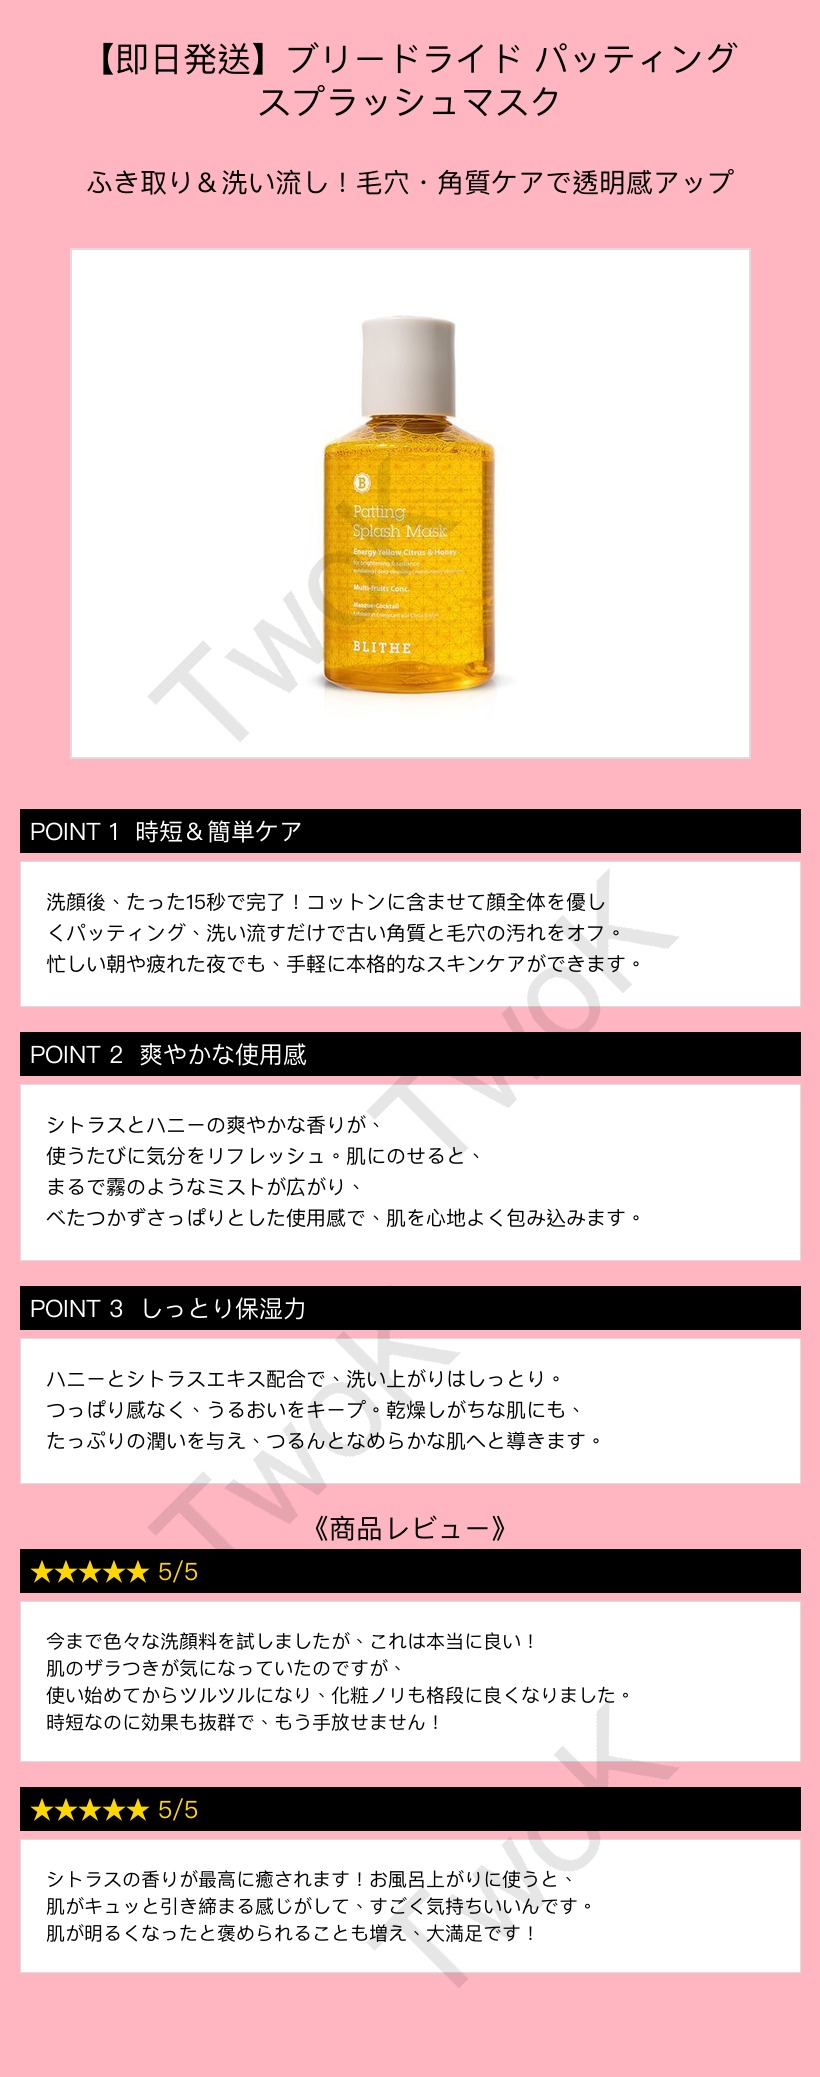 【即日発送】ブリードライド パッティング
スプラッシュマスク
ふき取り＆洗い流し！毛穴・角質ケアで透明感アップ
B
Patting
Splash Mask
Energy Yellow Citrus & Honey
for brightening & radiance
Multi-fruits Conc.
Masque-Cocktail
BLITHE
TwoK
POINT 1 時短＆簡単ケア
洗顔後、たった15秒で完了！コットンに含ませて顔全体を優し
くパッティング、洗い流すだけで古い角質と毛穴の汚れをオフ。
忙しい朝や疲れた夜でも、手軽に本格的なスキンケアができます。
TwoK
POINT 2 爽やかな使用感
シトラスとハニーの爽やかな香りが、
使うたびに気分をリフレッシュ。肌にのせると、
まるで霧のようなミストが広がり、
べたつかずさっぱりとした使用感で、肌を心地よく包み込みます。
POINT 3 しっとり保湿力
ハニーとシトラスエキス配合で、洗い上がりはしっとり。
つっぱり感なく、うるおいをキープ。乾燥しがちな肌にも、
たっぷりの潤いを与え、つるんとなめらかな肌へと導きます。
TwoK
《商品レビュー》
★★★★★ 5/5
今まで色々な洗顔料を試しましたが、これは本当に良い！
肌のザラつきが気になっていたのですが、
使い始めてからツルツルになり、化粧ノリも格段に良くなりました。
時短なのに効果も抜群で、もう手放せません！
★★★★★ 5/5
シトラスの香りが最高に癒されます！お風呂上がりに使うと、
肌がキュッと引き締まる感じがして、すごく気持ちいいんです。
肌が明るくなったと褒められることも増え、大満足です！
TwoK